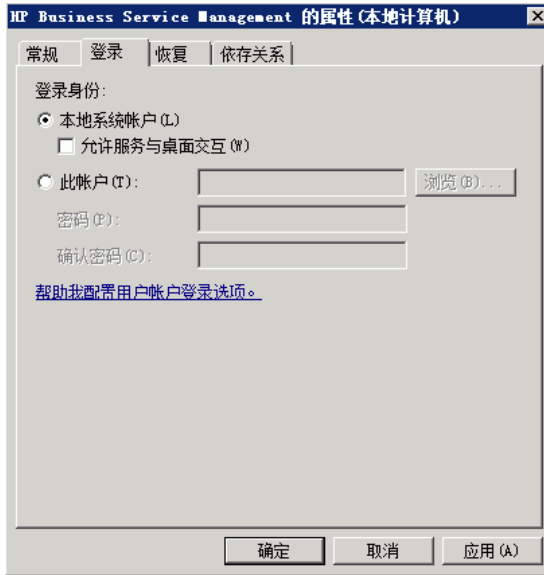 HP Business Service Management 的属性(本地计算机)
常规 登录 恢复 依存关系
登录身份:
本地系统帐户(L)
允许服务与桌面交互(W)
此帐户(T): 浏览(B)...
密码(P):
确认密码(C):
帮助我配置用户帐户登录选项。
确定 取消 应用(A)